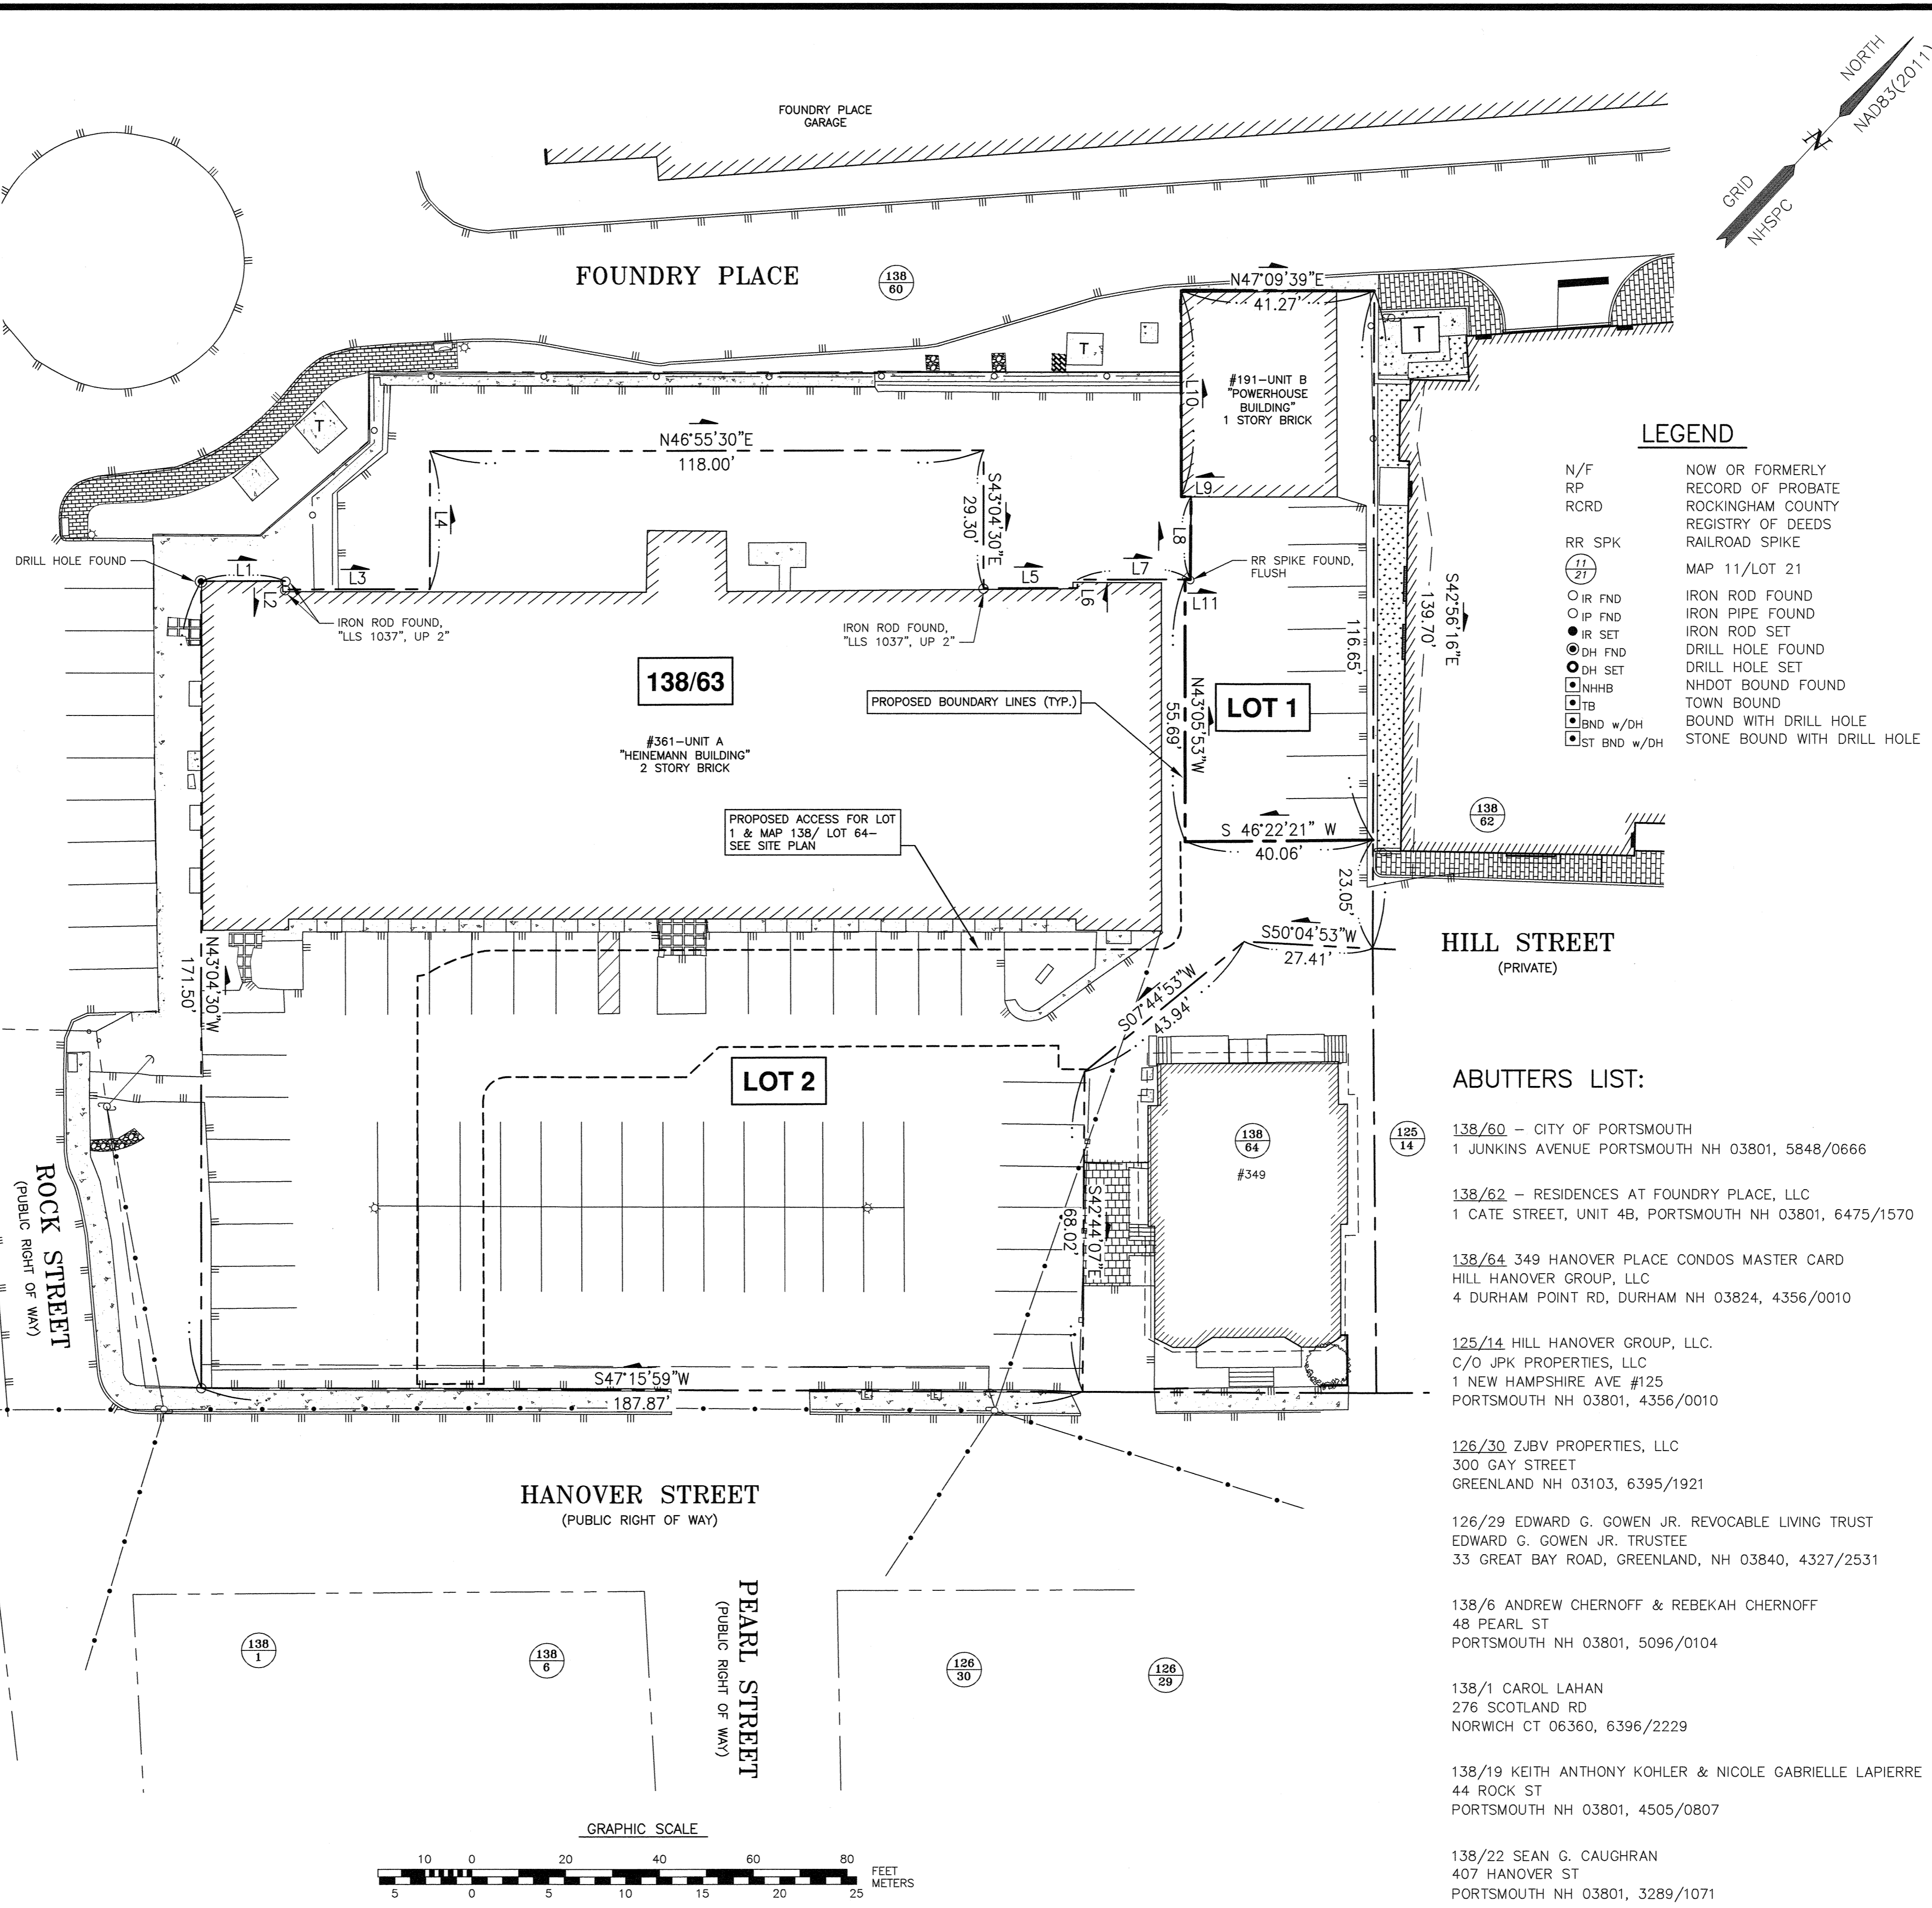 NORTH
NAD83(2011)
N
GRID
NHSPC
FOUNDRY PLACE
GARAGE
FOUNDRY PLACE
138
60
N47°09'39"E
41.27'
T
T
T
#191-UNIT B
"POWERHOUSE
BUILDING"
1 STORY BRICK
L10
L9
N46°55'30"E
118.00'
S43°04'30"E
29.30'
L4
L8
DRILL HOLE FOUND
L1
L2
L3
L5
L6
L7
L11
RR SPIKE FOUND,
FLUSH
IRON ROD FOUND,
"LLS 1037", UP 2"
IRON ROD FOUND,
"LLS 1037", UP 2"
116.65'
S42°56'16"E
139.70'
138/63
#361-UNIT A
"HEINEMANN BUILDING"
2 STORY BRICK
PROPOSED BOUNDARY LINES (TYP.)
N43°05'53"W
55.69'
LOT 1
PROPOSED ACCESS FOR LOT
1 & MAP 138/ LOT 64-
SEE SITE PLAN
S 46°22'21" W
40.06'
138
62
23.05'
S50°04'53"W
27.41'
HILL STREET
(PRIVATE)
N43°04'30"W
171.50'
S07°44'53"W
43.94'
LOT 2
138
64
#349
125
14
S42°44'07"E
68.02'
ROCK STREET
(PUBLIC RIGHT OF WAY)
S47°15'59"W
187.87'
E
E
HANOVER STREET
(PUBLIC RIGHT OF WAY)
PEARL STREET
(PUBLIC RIGHT OF WAY)
138
1
138
6
126
30
126
29
GRAPHIC SCALE
10 0 20 40 60 80
FEET
METERS
5 0 5 10 15 20 25
LEGEND
N/F NOW OR FORMERLY
RP RECORD OF PROBATE
RCRD ROCKINGHAM COUNTY
REGISTRY OF DEEDS
RR SPK RAILROAD SPIKE
11
21
MAP 11/LOT 21
IR FND IRON ROD FOUND
IP FND IRON PIPE FOUND
IR SET IRON ROD SET
DH FND DRILL HOLE FOUND
DH SET DRILL HOLE SET
NHHB NHDOT BOUND FOUND
TB TOWN BOUND
BND w/DH BOUND WITH DRILL HOLE
ST BND w/DH STONE BOUND WITH DRILL HOLE
ABUTTERS LIST:
138/60 – CITY OF PORTSMOUTH
1 JUNKINS AVENUE PORTSMOUTH NH 03801, 5848/0666
138/62 – RESIDENCES AT FOUNDRY PLACE, LLC
1 CATE STREET, UNIT 4B, PORTSMOUTH NH 03801, 6475/1570
138/64 349 HANOVER PLACE CONDOS MASTER CARD
HILL HANOVER GROUP, LLC
4 DURHAM POINT RD, DURHAM NH 03824, 4356/0010
125/14 HILL HANOVER GROUP, LLC.
C/O JPK PROPERTIES, LLC
1 NEW HAMPSHIRE AVE #125
PORTSMOUTH NH 03801, 4356/0010
126/30 ZJBV PROPERTIES, LLC
300 GAY STREET
GREENLAND NH 03103, 6395/1921
126/29 EDWARD G. GOWEN JR. REVOCABLE LIVING TRUST
EDWARD G. GOWEN JR. TRUSTEE
33 GREAT BAY ROAD, GREENLAND, NH 03840, 4327/2531
138/6 ANDREW CHERNOFF & REBEKAH CHERNOFF
48 PEARL ST
PORTSMOUTH NH 03801, 5096/0104
138/1 CAROL LAHAN
276 SCOTLAND RD
NORWICH CT 06360, 6396/2229
138/19 KEITH ANTHONY KOHLER & NICOLE GABRIELLE LAPIERRE
44 ROCK ST
PORTSMOUTH NH 03801, 4505/0807
138/22 SEAN G. CAUGHRAN
407 HANOVER ST
PORTSMOUTH NH 03801, 3289/1071